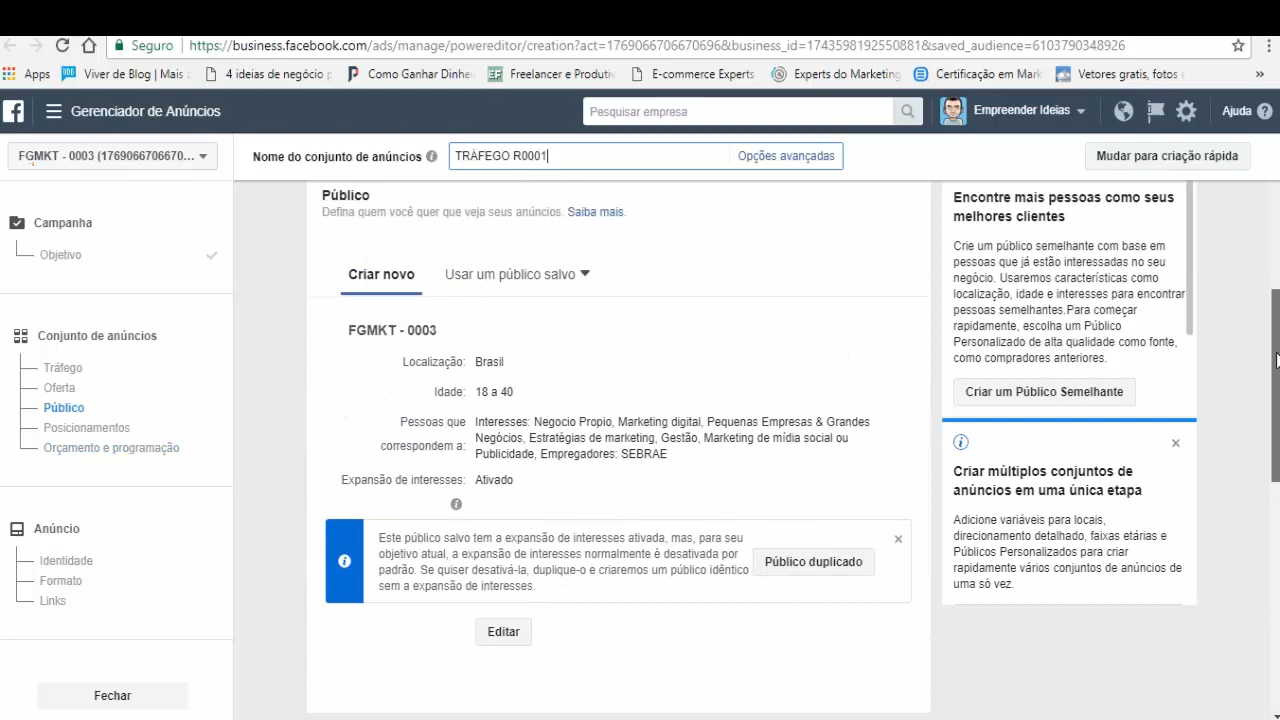 Seguro https://business.facebook.com/ads/manage/powereditor/creation?act=1769066706670696&business_id=1743598192550881&saved_audience=6103790348926
Apps Viver de Blog | Mais 4 ideias de negócio Como Ganhar Dinhei Freelancer e Produti E-commerce Experts Experts do Marketing Certificação em Mark Vetores gratis, fotos »
Gerenciador de Anúncios Pesquisar empresa Empreender Ideias Ajuda
FGMKT - 0003 (1769066706670... Nome do conjunto de anúncios TRÁFEGO R0001 Opções avançadas Mudar para criação rápida
Campanha
Objetivo
Conjunto de anúncios
Tráfego
Oferta
Público
Posicionamentos
Orçamento e programação
Anúncio
Identidade
Formato
Links
Fechar
Público
Defina quem você quer que veja seus anúncios. Saiba mais.
Criar novo Usar um público salvo
FGMKT - 0003
Localização: Brasil
Idade: 18 a 40
Pessoas que correspondem a: Interesses: Negocio Propio, Marketing digital, Pequenas Empresas & Grandes
Negócios, Estratégias de marketing, Gestão, Marketing de mídia social ou
Publicidade, Empregadores: SEBRAE
Expansão de interesses: Ativado
Este público salvo tem a expansão de interesses ativada, mas, para seu
objetivo atual, a expansão de interesses normalmente é desativada por
padrão. Se quiser desativá-la, duplique-o e criaremos um público idêntico
sem a expansão de interesses.
Público duplicado
Editar
Encontre mais pessoas como seus
melhores clientes
Crie um público semelhante com base em
pessoas que já estão interessadas no seu
negócio. Usaremos características como
localização, idade e interesses para encontrar
pessoas semelhantes.Para começar
rapidamente, escolha um Público
Personalizado de alta qualidade como fonte,
como compradores anteriores.
Criar um Público Semelhante
Criar múltiplos conjuntos de
anúncios em uma única etapa
Adicione variáveis para locais,
direcionamento detalhado, faixas etárias e
Públicos Personalizados para criar
rapidamente vários conjuntos de anúncios de
uma só vez.